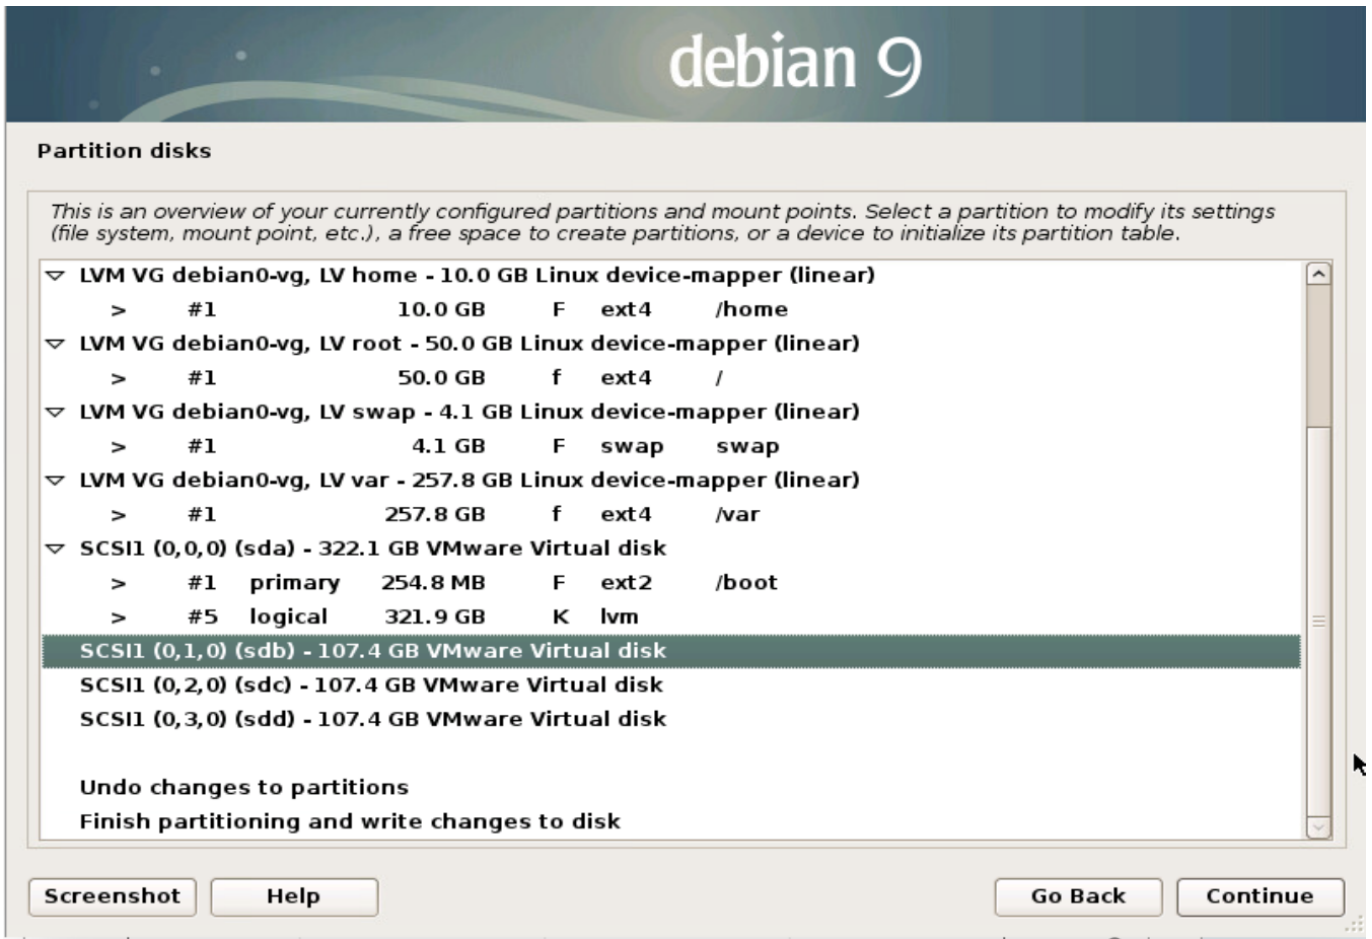 debian 9
Partition disks
This is an overview of your currently configured partitions and mount points. Select a partition to modify its settings
(file system, mount point, etc.), a free space to create partitions, or a device to initialize its partition table.
LVM VG debian0-vg, LV home - 10.0 GB Linux device-mapper (linear)
> #1 10.0 GB F ext4 /home
LVM VG debian0-vg, LV root - 50.0 GB Linux device-mapper (linear)
> #1 50.0 GB f ext4 /
LVM VG debian0-vg, LV swap - 4.1 GB Linux device-mapper (linear)
> #1 4.1 GB F swap swap
LVM VG debian0-vg, LV var - 257.8 GB Linux device-mapper (linear)
> #1 257.8 GB f ext4 /var
SCSI1 (0,0,0) (sda) - 322.1 GB VMware Virtual disk
> #1 primary 254.8 MB F ext2 /boot
> #5 logical 321.9 GB K lvm
SCSI1 (0,1,0) (sdb) - 107.4 GB VMware Virtual disk
SCSI1 (0,2,0) (sdc) - 107.4 GB VMware Virtual disk
SCSI1 (0,3,0) (sdd) - 107.4 GB VMware Virtual disk
Undo changes to partitions
Finish partitioning and write changes to disk
Screenshot Help Go Back Continue